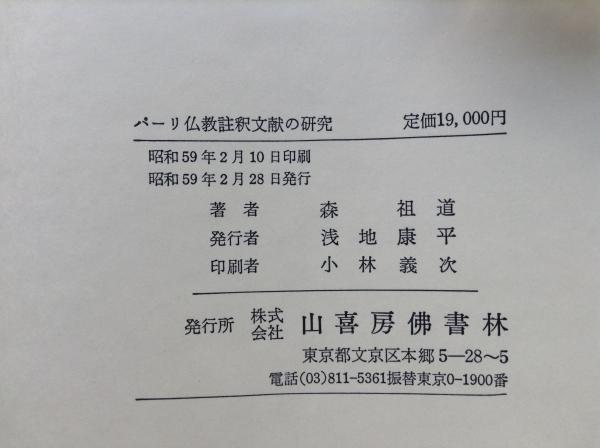 パーリ仏教註釈文献の研究 定価19,000円
昭和59年2月10日印刷
昭和59年2月28日発行
著者 森祖道
発行者 浅地康平
印刷者 小林義次
発行所 株式会社 山喜房佛書林
東京都文京区本郷5—28〜5
電話(03)811-5361振替東京0-1900番